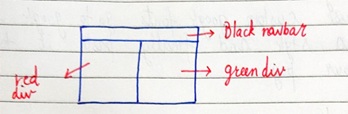 Black navbar
green div
red
div